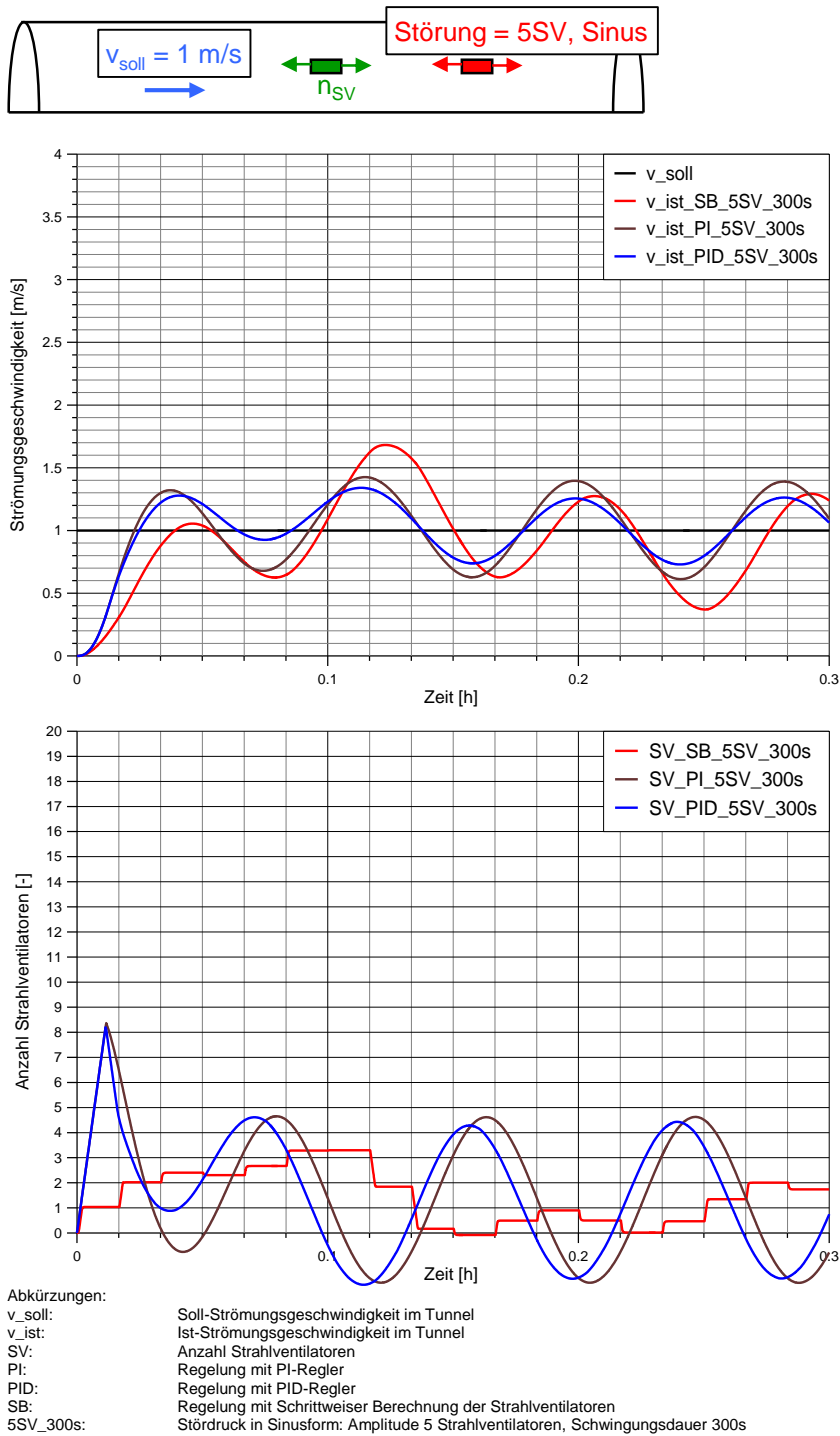 v_soll = 1 m/s
n_SV
Störung = 5SV, Sinus
Strömungsgeschwindigkeit [m/s]
4
3.5
3
2.5
2
1.5
1
0.5
0
v_soll
v_ist_SB_5SV_300s
v_ist_PI_5SV_300s
v_ist_PID_5SV_300s
0
0.1
0.2
0.3
Zeit [h]
Anzahl Strahlventilatoren [-]
20
19
18
17
16
15
14
13
12
11
10
9
8
7
6
5
4
3
2
1
0
SV_SB_5SV_300s
SV_PI_5SV_300s
SV_PID_5SV_300s
0
0.1
0.2
0.3
Zeit [h]
Abkürzungen:
v_soll: Soll-Strömungsgeschwindigkeit im Tunnel
v_ist: Ist-Strömungsgeschwindigkeit im Tunnel
SV: Anzahl Strahlventilatoren
PI: Regelung mit PI-Regler
PID: Regelung mit PID-Regler
SB: Regelung mit Schrittweiser Berechnung der Strahlventilatoren
5SV_300s: Stördruck in Sinusform: Amplitude 5 Strahlventilatoren, Schwingungsdauer 300s